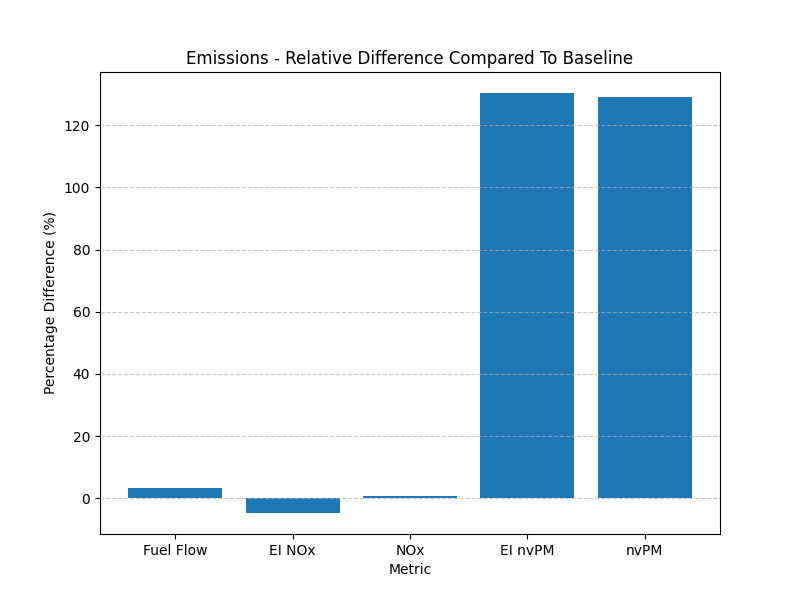 Emissions - Relative Difference Compared To Baseline
Percentage Difference (%)
120
100
80
60
40
20
0
Fuel Flow
EI NOx
NOx
EI nvPM
nvPM
Metric